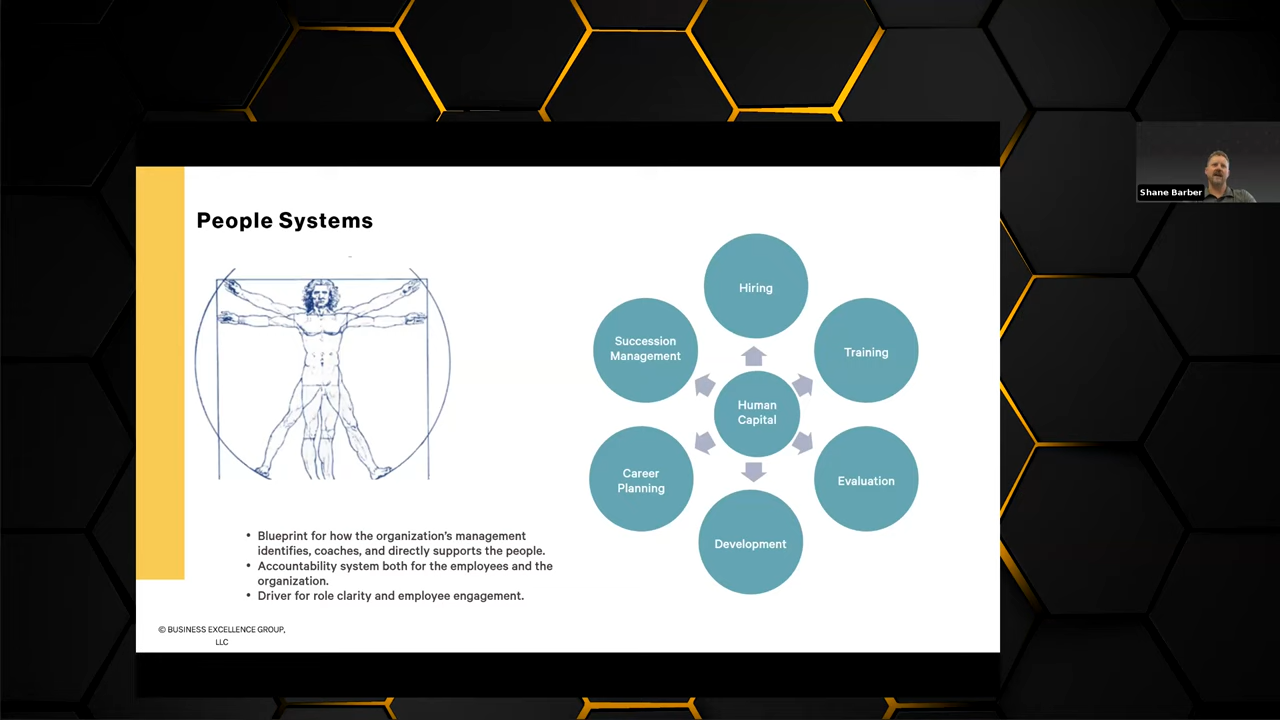 People Systems
Hiring
Succession
Management
Training
Human
Capital
Career
Planning
Evaluation
Development
• Blueprint for how the organization's management
identifies, coaches, and directly supports the people.
• Accountability system both for the employees and the
organization.
• Driver for role clarity and employee engagement.
© BUSINESS EXCELLENCE GROUP,
LLC
Shane Barber